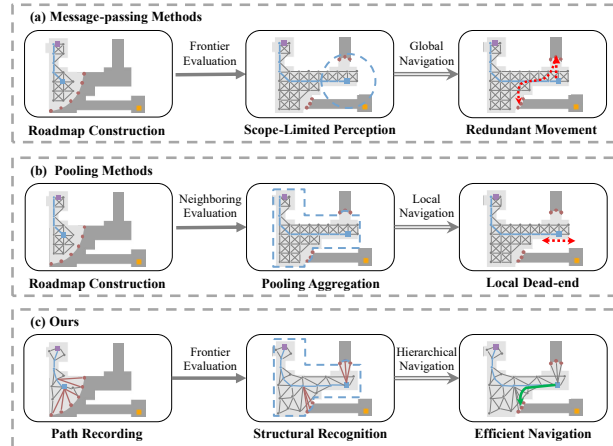 (a) Message-passing Methods
Frontier
Evaluation
Global
Navigation
Roadmap Construction
Scope-Limited Perception
Redundant Movement
(b) Pooling Methods
Neighboring
Evaluation
Local
Navigation
Roadmap Construction
Pooling Aggregation
Local Dead-end
(c) Ours
Frontier
Evaluation
Hierarchical
Navigation
Path Recording
Structural Recognition
Efficient Navigation